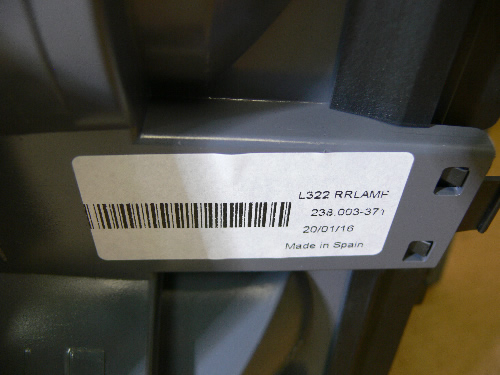 L322 RRLAMP
238.003-371
20/01/16
Made in Spain